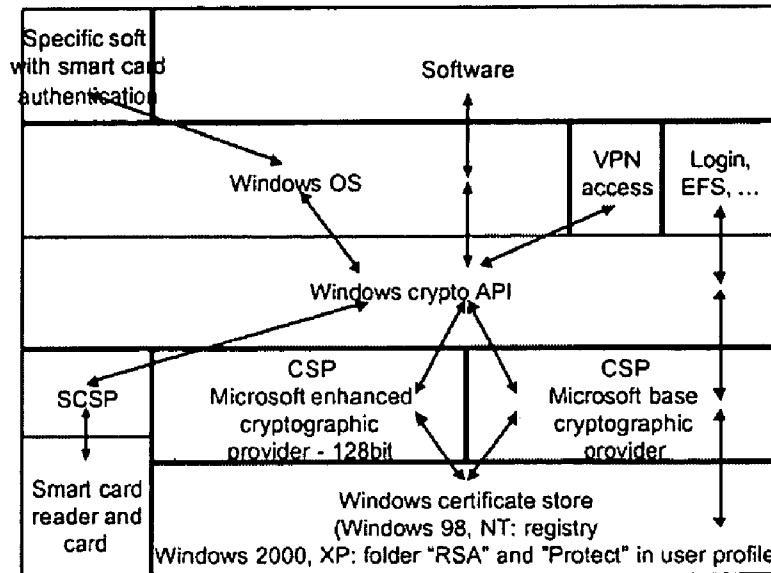 Specific soft
with smart card
authentisation
Software
Windows OS
VPN
access
Login,
EFS, ...
Windows crypto API
SCSP
CSP
Microsoft enhanced
cryptographic
provider - 128bit
CSP
Microsoft base
cryptographic
provider
Smart card
reader and
card
Windows certificate store
(Windows 98, NT: registry
Windows 2000, XP: folder "RSA" and "Protect" in user profile